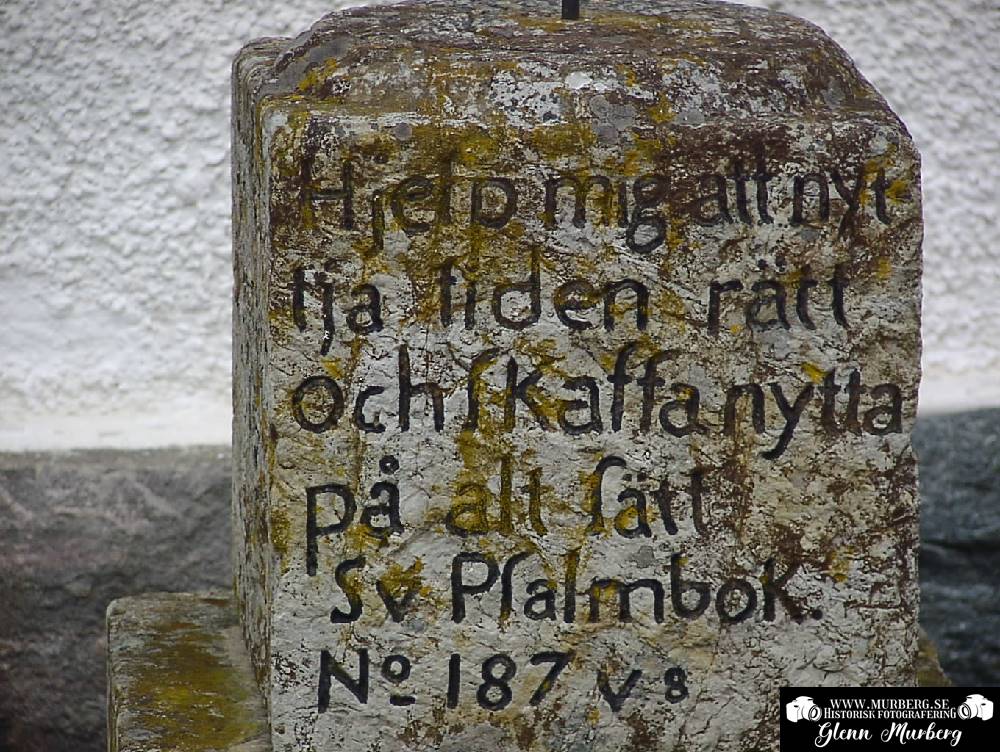 Hjelp mig att nyt
tja tiden rätt
och ſkaffa nytta
på alt ſätt
Sv Pſalmbok.
Nº 187 v 8
WWW.MURBERG.SE
HISTORISK FOTOGRAFERING
Glenn Murberg